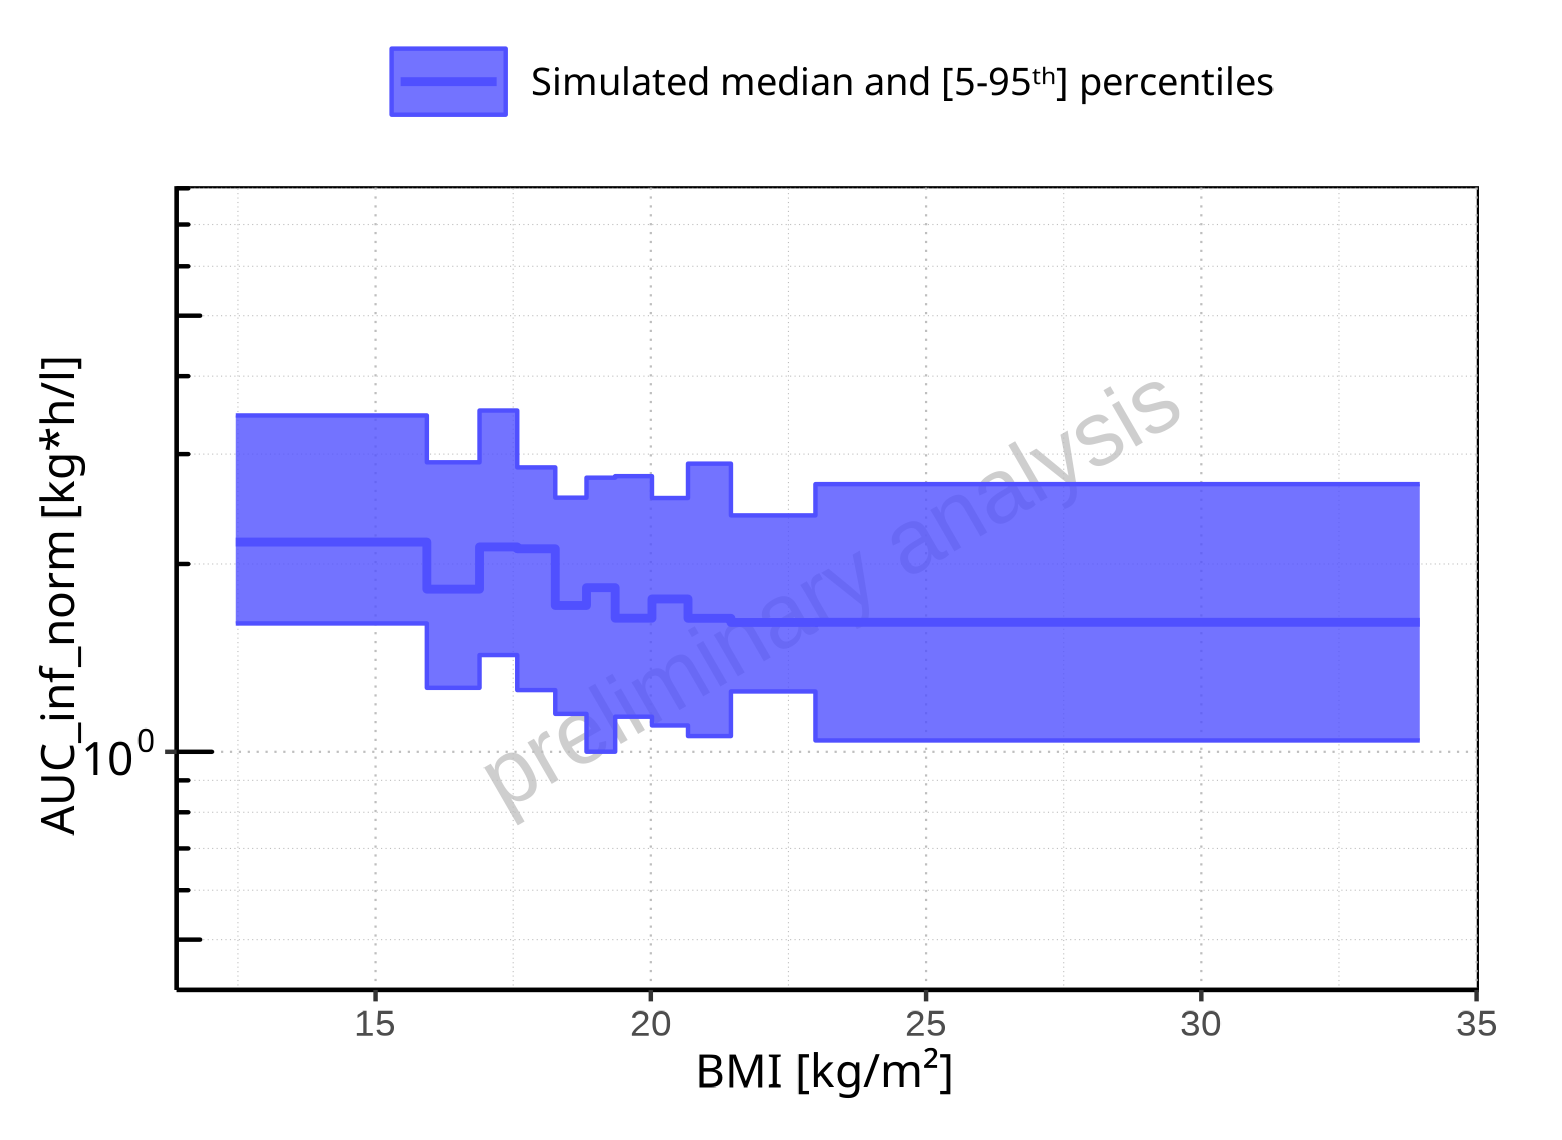 Simulated median and [5-95ᵗʰ] percentiles
AUC_inf_norm [kg*h/l]
10⁰
preliminary analysis
15 20 25 30 35
BMI [kg/m²]